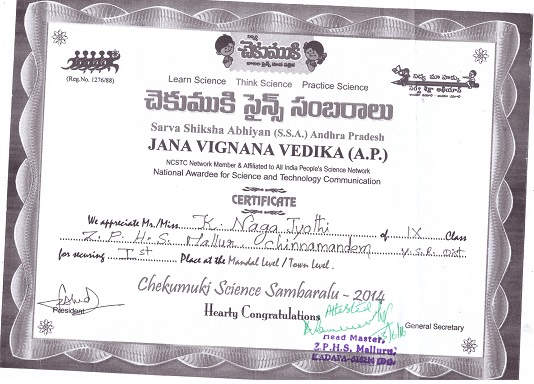 చెకుముకి
(Reg.No. 1276/88)
Learn Science Think Science Practice Science
చెకుముకి సైన్స్ సంబరాలు
Sarva Shiksha Abhiyan (S.S.A.) Andhra Pradesh
JANA VIGNANA VEDIKA (A.P.)
NCSTC Network Member & Affiliated to All India People's Science Network
National Awardee for Science and Technology Communication
CERTIFICATE
We appreciate Mr./Miss K. Naga Jyothi of IX Class
Z. P. H. S. Mallur, Chinnamandem Y.S.R. Dist
for securing Ist Place at the Mandal Level / Town Level.
Chekumuki Science Sambaralu - 2014
Hearty Congratulations
Attested
President
General Secretary
Head Master,
Z.P.H.S. Mallur,